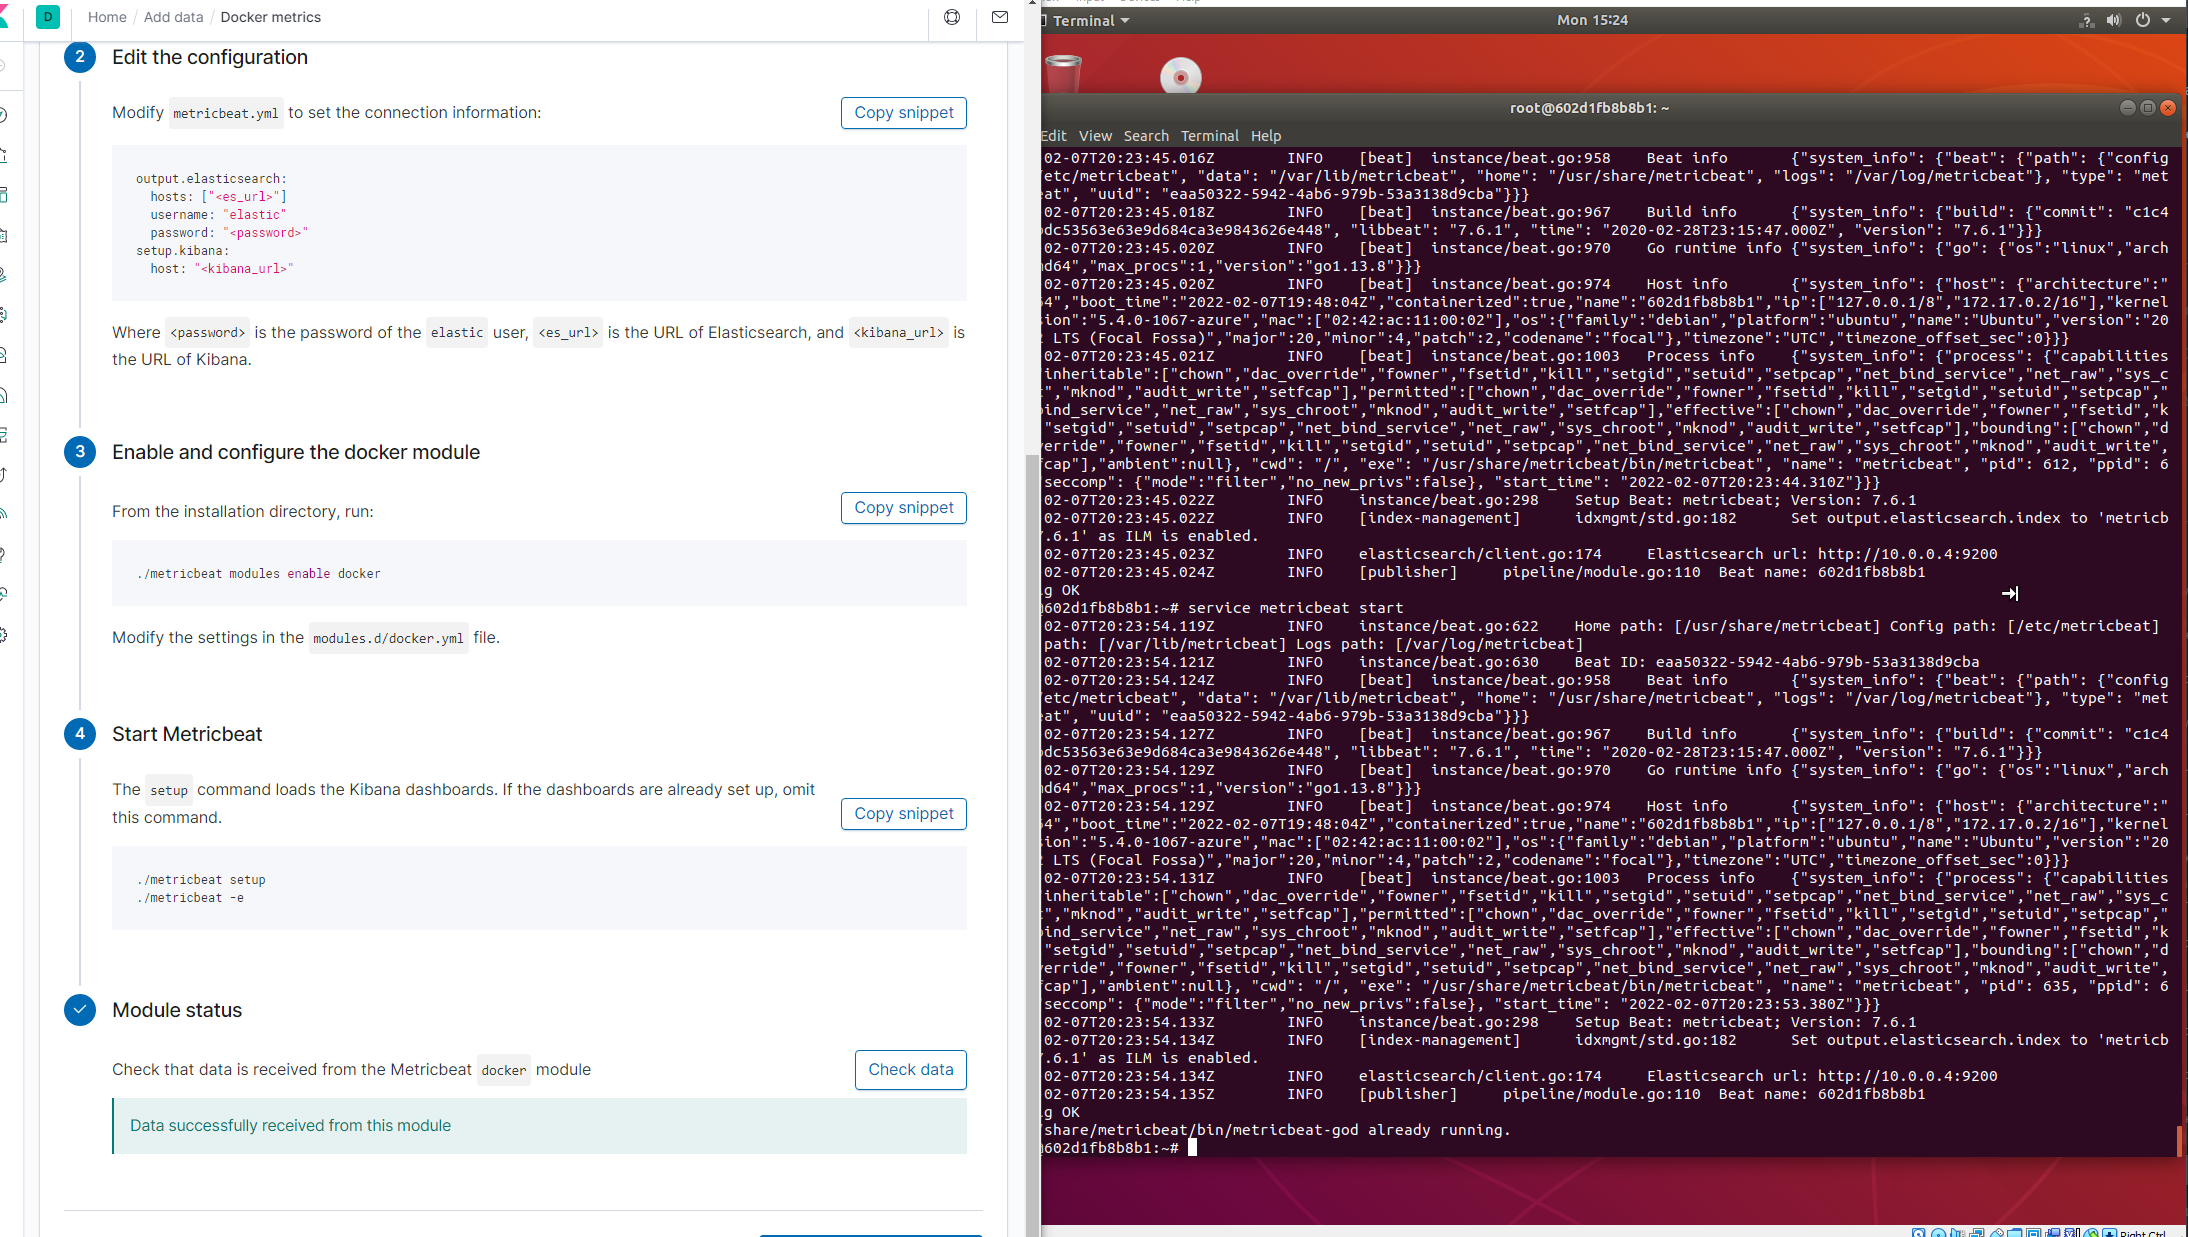 D Home / Add data / Docker metrics
2 Edit the configuration
Modify metricbeat.yml to set the connection information:
Copy snippet
output.elasticsearch:
hosts: ["<es_url>"]
username: "elastic"
password: "<password>"
setup.kibana:
host: "<kibana_url>"
Where <password> is the password of the elastic user, <es_url> is the URL of Elasticsearch, and <kibana_url> is
the URL of Kibana.
3 Enable and configure the docker module
From the installation directory, run:
Copy snippet
./metricbeat modules enable docker
Modify the settings in the modules.d/docker.yml file.
4 Start Metricbeat
The setup command loads the Kibana dashboards. If the dashboards are already set up, omit
this command.
Copy snippet
./metricbeat setup
./metricbeat -e
Module status
Check that data is received from the Metricbeat docker module
Check data
Data successfully received from this module
Terminal
Mon 15:24
root@602d1fb8b8b1: ~
Edit View Search Terminal Help
02-07T20:23:45.016Z INFO [beat] instance/beat.go:958 Beat info {"system_info": {"beat": {"path": {"config
/etc/metricbeat", "data": "/var/lib/metricbeat", "home": "/usr/share/metricbeat", "logs": "/var/log/metricbeat"}, "type": "met
eat", "uuid": "eaa50322-5942-4ab6-979b-53a3138d9cba"}}}
02-07T20:23:45.018Z INFO [beat] instance/beat.go:967 Build info {"system_info": {"build": {"commit": "c1c4
dc53563e63e9d684ca3e9843626e448", "libbeat": "7.6.1", "time": "2020-02-28T23:15:47.000Z", "version": "7.6.1"}}}
02-07T20:23:45.020Z INFO [beat] instance/beat.go:970 Go runtime info {"system_info": {"go": {"os":"linux","arch
d64","max_procs":1,"version":"go1.13.8"}}}
02-07T20:23:45.020Z INFO [beat] instance/beat.go:974 Host info {"system_info": {"host": {"architecture":"
4","boot_time":"2022-02-07T19:48:04Z","containerized":true,"name":"602d1fb8b8b1","ip":["127.0.0.1/8","172.17.0.2/16"],"kernel
ion":"5.4.0-1067-azure","mac":["02:42:ac:11:00:02"],"os":{"family":"debian","platform":"ubuntu","name":"Ubuntu","version":"20
LTS (Focal Fossa)","major":20,"minor":4,"patch":2,"codename":"focal"},"timezone":"UTC","timezone_offset_sec":0}}}
02-07T20:23:45.021Z INFO [beat] instance/beat.go:1003 Process info {"system_info": {"process": {"capabilities
inheritable":["chown","dac_override","fowner","fsetid","kill","setgid","setuid","setpcap","net_bind_service","net_raw","sys_c
","mknod","audit_write","setfcap"],"permitted":["chown","dac_override","fowner","fsetid","kill","setgid","setuid","setpcap","
ind_service","net_raw","sys_chroot","mknod","audit_write","setfcap"],"effective":["chown","dac_override","fowner","fsetid","k
"setgid","setuid","setpcap","net_bind_service","net_raw","sys_chroot","mknod","audit_write","setfcap"],"bounding":["chown","d
erride","fowner","fsetid","kill","setgid","setuid","setpcap","net_bind_service","net_raw","sys_chroot","mknod","audit_write",
cap"],"ambient":null}, "cwd": "/", "exe": "/usr/share/metricbeat/bin/metricbeat", "name": "metricbeat", "pid": 612, "ppid": 6
seccomp": {"mode":"filter","no_new_privs":false}, "start_time": "2022-02-07T20:23:44.310Z"}}}
02-07T20:23:45.022Z INFO instance/beat.go:298 Setup Beat: metricbeat; Version: 7.6.1
02-07T20:23:45.022Z INFO [index-management] idxmgmt/std.go:182 Set output.elasticsearch.index to 'metricb
.6.1' as ILM is enabled.
02-07T20:23:45.023Z INFO elasticsearch/client.go:174 Elasticsearch url: http://10.0.0.4:9200
02-07T20:23:45.024Z INFO [publisher] pipeline/module.go:110 Beat name: 602d1fb8b8b1
g OK
602d1fb8b8b1:~# service metricbeat start
02-07T20:23:54.119Z INFO instance/beat.go:622 Home path: [/usr/share/metricbeat] Config path: [/etc/metricbeat]
path: [/var/lib/metricbeat] Logs path: [/var/log/metricbeat]
02-07T20:23:54.121Z INFO instance/beat.go:630 Beat ID: eaa50322-5942-4ab6-979b-53a3138d9cba
02-07T20:23:54.124Z INFO [beat] instance/beat.go:958 Beat info {"system_info": {"beat": {"path": {"config
/etc/metricbeat", "data": "/var/lib/metricbeat", "home": "/usr/share/metricbeat", "logs": "/var/log/metricbeat"}, "type": "met
eat", "uuid": "eaa50322-5942-4ab6-979b-53a3138d9cba"}}}
02-07T20:23:54.127Z INFO [beat] instance/beat.go:967 Build info {"system_info": {"build": {"commit": "c1c4
dc53563e63e9d684ca3e9843626e448", "libbeat": "7.6.1", "time": "2020-02-28T23:15:47.000Z", "version": "7.6.1"}}}
02-07T20:23:54.129Z INFO [beat] instance/beat.go:970 Go runtime info {"system_info": {"go": {"os":"linux","arch
d64","max_procs":1,"version":"go1.13.8"}}}
02-07T20:23:54.129Z INFO [beat] instance/beat.go:974 Host info {"system_info": {"host": {"architecture":"
4","boot_time":"2022-02-07T19:48:04Z","containerized":true,"name":"602d1fb8b8b1","ip":["127.0.0.1/8","172.17.0.2/16"],"kernel
ion":"5.4.0-1067-azure","mac":["02:42:ac:11:00:02"],"os":{"family":"debian","platform":"ubuntu","name":"Ubuntu","version":"20
LTS (Focal Fossa)","major":20,"minor":4,"patch":2,"codename":"focal"},"timezone":"UTC","timezone_offset_sec":0}}}
02-07T20:23:54.131Z INFO [beat] instance/beat.go:1003 Process info {"system_info": {"process": {"capabilities
inheritable":["chown","dac_override","fowner","fsetid","kill","setgid","setuid","setpcap","net_bind_service","net_raw","sys_c
","mknod","audit_write","setfcap"],"permitted":["chown","dac_override","fowner","fsetid","kill","setgid","setuid","setpcap","
ind_service","net_raw","sys_chroot","mknod","audit_write","setfcap"],"effective":["chown","dac_override","fowner","fsetid","k
"setgid","setuid","setpcap","net_bind_service","net_raw","sys_chroot","mknod","audit_write","setfcap"],"bounding":["chown","d
erride","fowner","fsetid","kill","setgid","setuid","setpcap","net_bind_service","net_raw","sys_chroot","mknod","audit_write",
cap"],"ambient":null}, "cwd": "/", "exe": "/usr/share/metricbeat/bin/metricbeat", "name": "metricbeat", "pid": 635, "ppid": 6
seccomp": {"mode":"filter","no_new_privs":false}, "start_time": "2022-02-07T20:23:53.380Z"}}}
02-07T20:23:54.133Z INFO instance/beat.go:298 Setup Beat: metricbeat; Version: 7.6.1
02-07T20:23:54.134Z INFO [index-management] idxmgmt/std.go:182 Set output.elasticsearch.index to 'metricb
.6.1' as ILM is enabled.
02-07T20:23:54.134Z INFO elasticsearch/client.go:174 Elasticsearch url: http://10.0.0.4:9200
02-07T20:23:54.135Z INFO [publisher] pipeline/module.go:110 Beat name: 602d1fb8b8b1
g OK
share/metricbeat/bin/metricbeat-god already running.
602d1fb8b8b1:~#
Right Ctrl